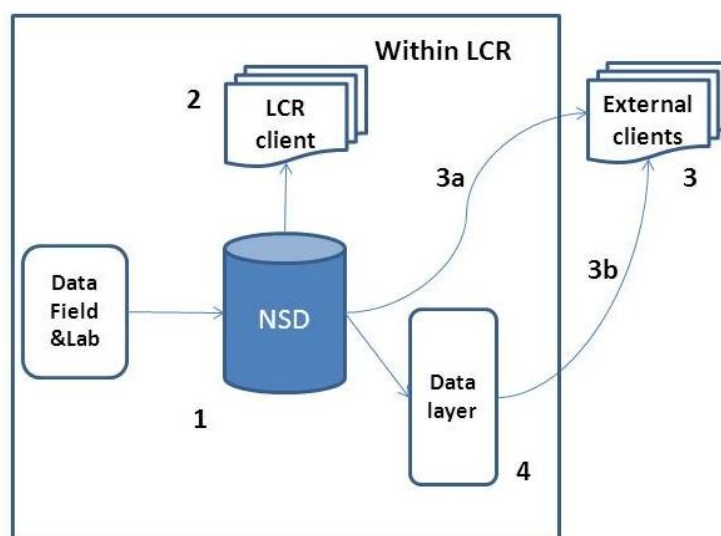 Within LCR
2
LCR
client
External
clients
3
3a
3b
Data
Field
&Lab
NSD
1
Data
layer
4